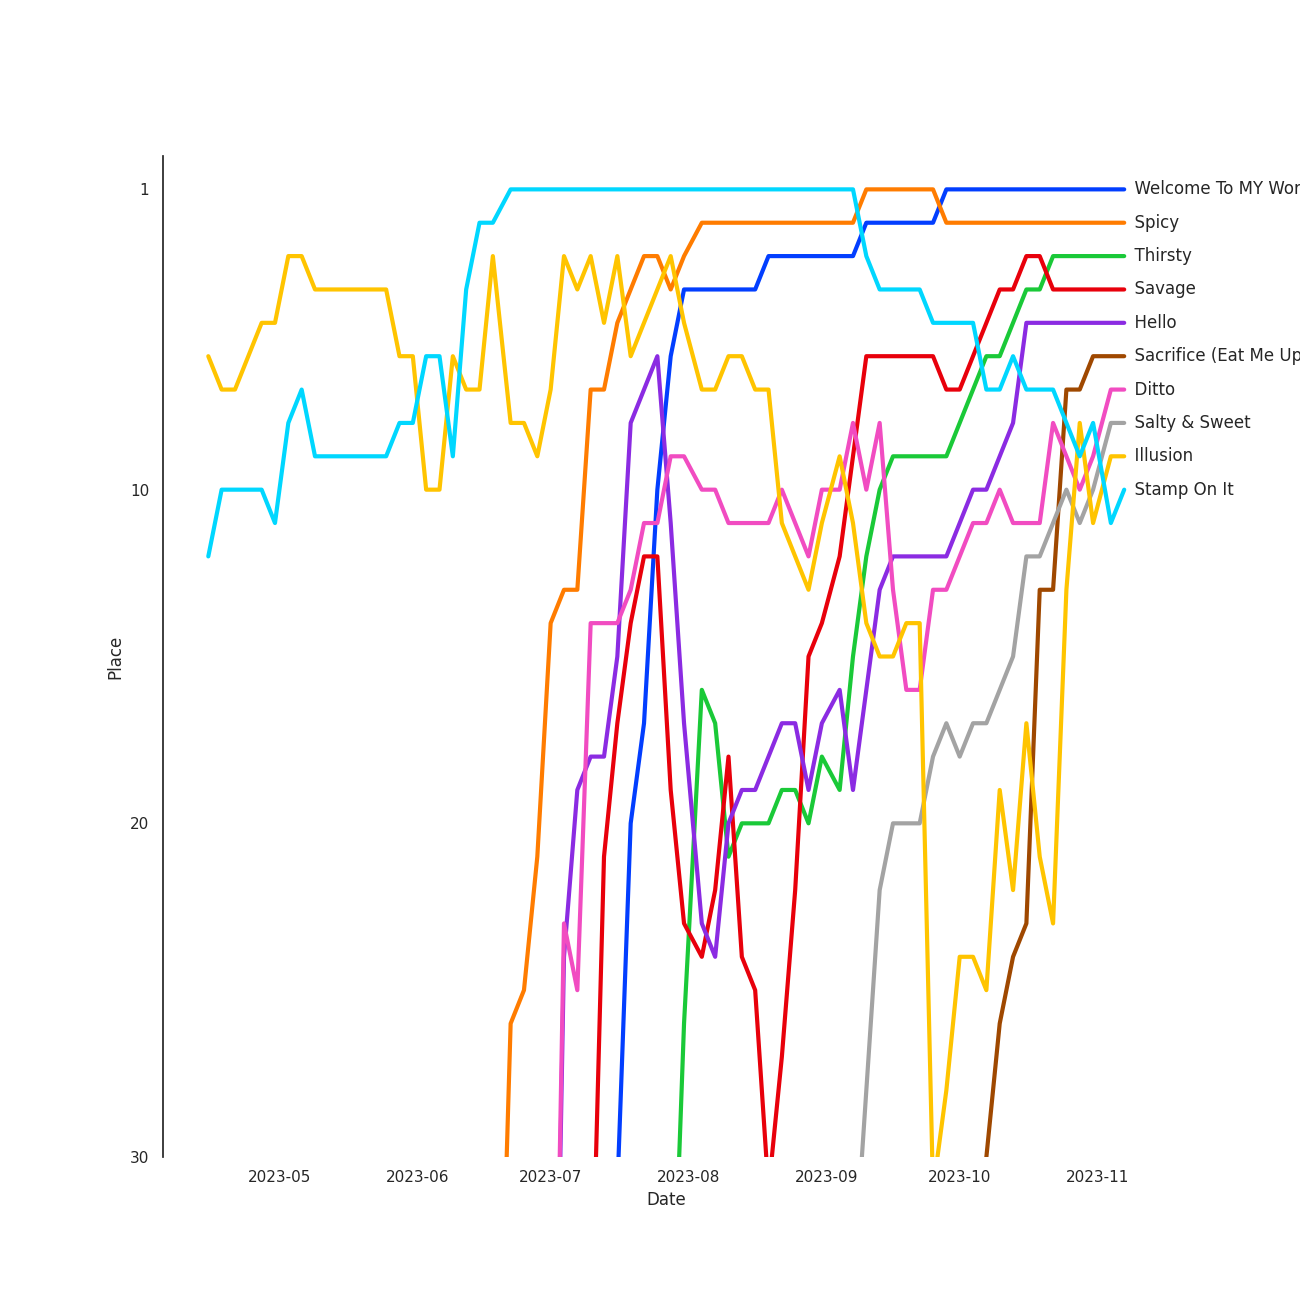 1
10
20
30
Place
2023-05 2023-06 2023-07 2023-08 2023-09 2023-10 2023-11
Date
Welcome To MY Wor
Spicy
Thirsty
Savage
Hello
Sacrifice (Eat Me Up
Ditto
Salty & Sweet
Illusion
Stamp On It